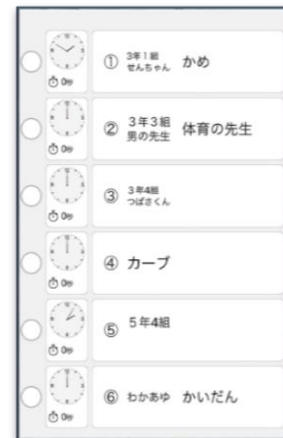 ① 3年1組
せんちゃん かめ
0秒
② 3年3組
男の先生 体育の先生
0秒
③ 3年4組
つばさくん
0秒
④ カーブ
0秒
⑤ 5年4組
0秒
⑥ わかあゆ かいだん
0秒